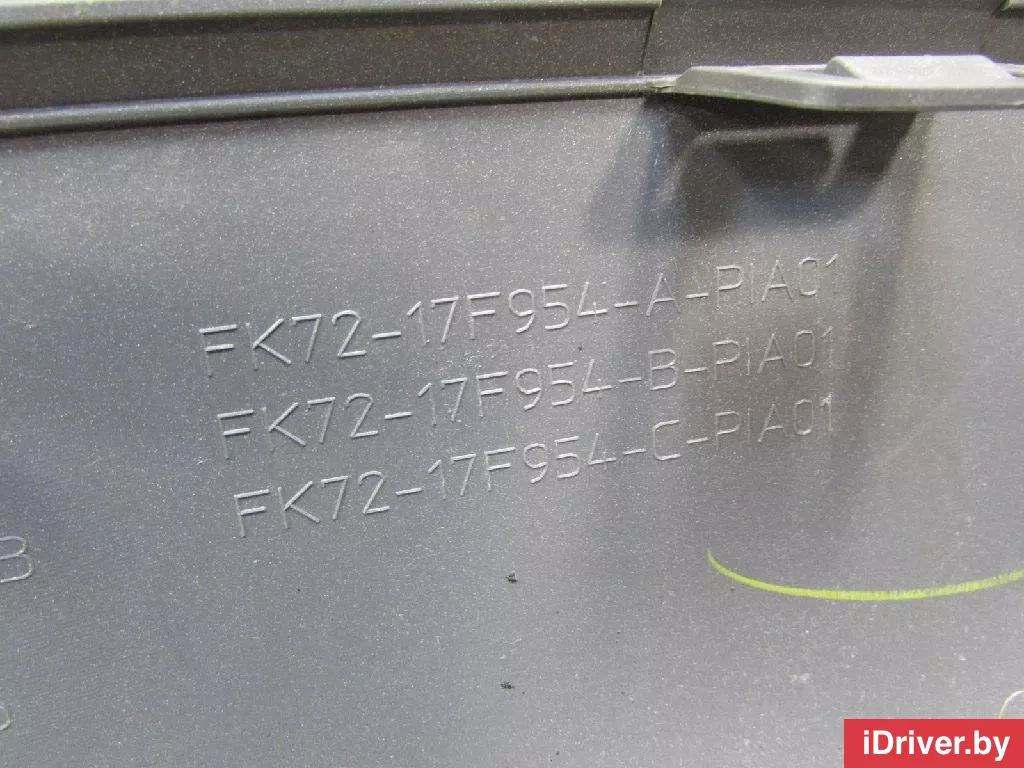 FK72-17F954-A-PIA01
FK72-17F954-B-PIA01
FK72-17F954-C-PIA01
B
iDriver.by